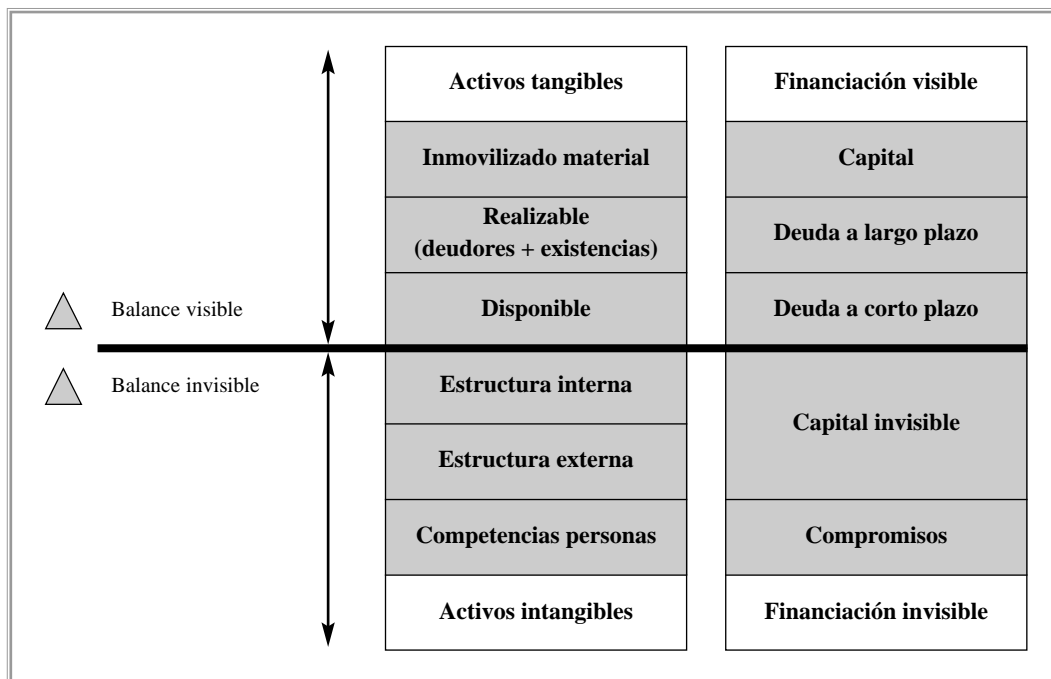 Activos tangibles
Financiación visible
Inmovilizado material
Capital
Realizable
(deudores + existencias)
Deuda a largo plazo
Balance visible
Disponible
Deuda a corto plazo
Balance invisible
Estructura interna
Capital invisible
Estructura externa
Competencias personas
Compromisos
Activos intangibles
Financiación invisible